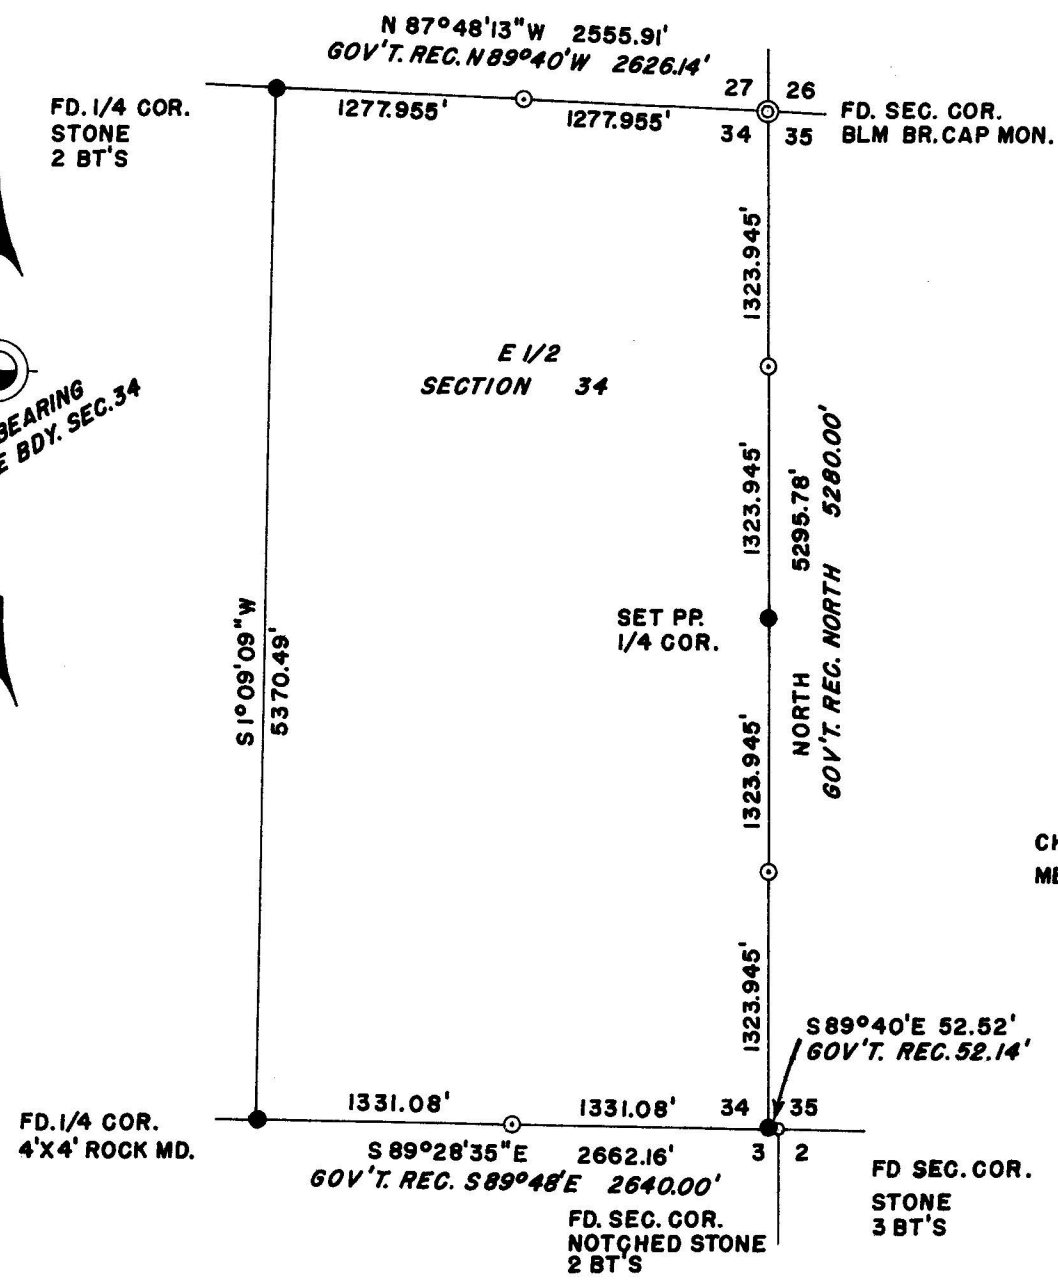 N 87°48'13"W 2555.91'
GOV'T. REC. N 89°40'W 2626.14'
27 26
FD. 1/4 COR.
STONE
2 BT'S
1277.955'
1277.955'
34 35
FD. SEC. COR.
BLM BR. CAP MON.
1323.945'
E 1/2
SECTION 34
BEARING
E BDY. SEC. 34
1323.945'
5295.78'
NORTH
GOV'T. REC. NORTH 5280.00'
SET PP.
1/4 COR.
S 1°09'09"W
5370.49'
1323.945'
CH
1323.945'
S 89°40'E 52.52'
GOV'T. REC. 52.14'
FD. 1/4 COR.
4'X4' ROCK MD.
1331.08'
1331.08'
34 35
3 2
S 89°28'35"E 2662.16'
GOV'T. REC. S 89°48'E 2640.00'
FD SEC. COR.
STONE
3 BT'S
FD. SEC. COR.
NOTCHED STONE
2 BT'S